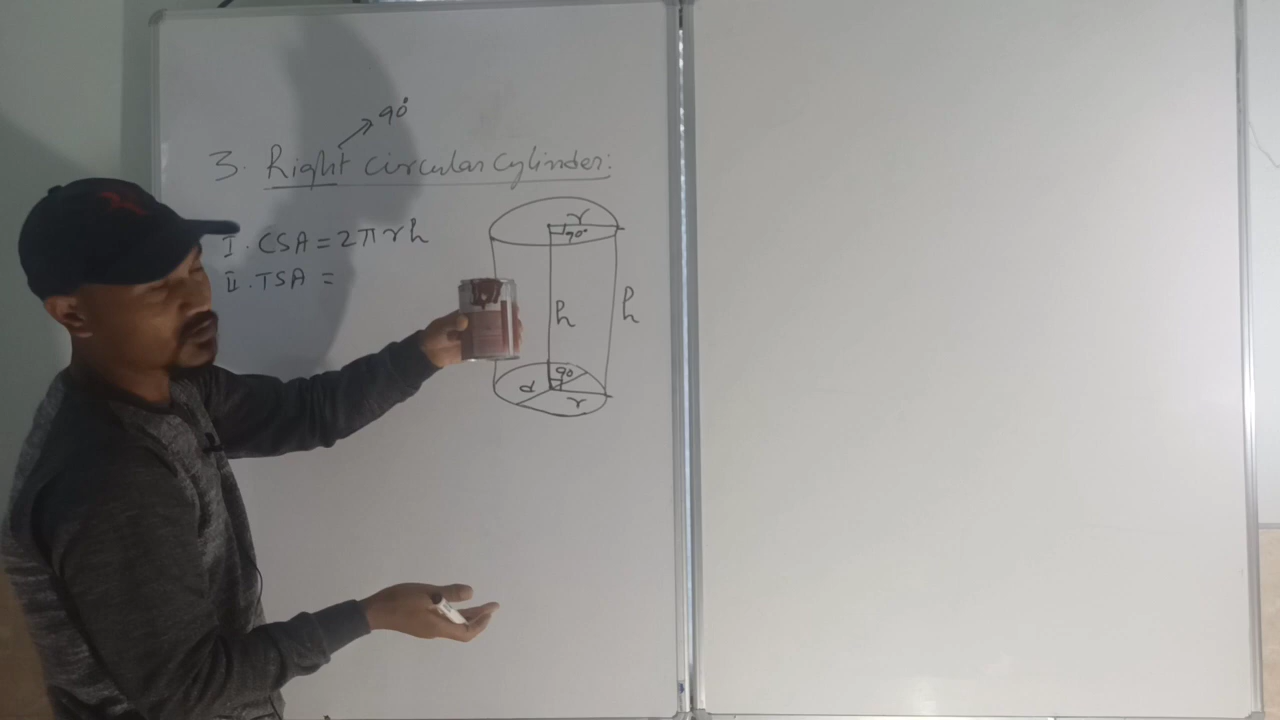 90°
3. Right circular cylinder:
I. CSA = 2πrh
II. TSA =
r
90°
h
h
90
d
r